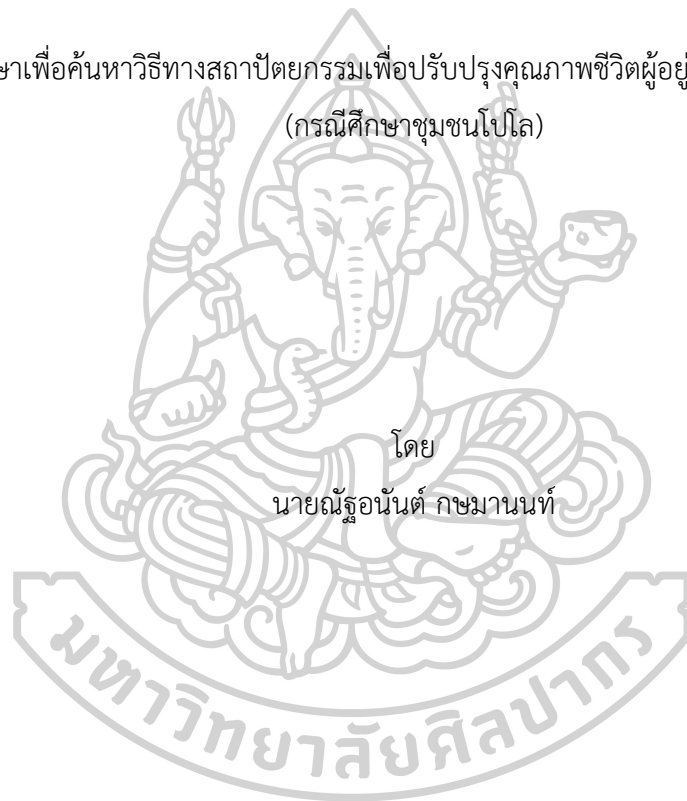 ษาเพื่อค้นหาวิธีทางสถาปัตยกรรมเพื่อปรับปรุงคุณภาพชีวิตผู้อยู่
(กรณีศึกษาชุมชนโปโล)
โดย
นายณัฐอนันต์ กษมานนท์
มหาวิทยาลัยศิลปากร